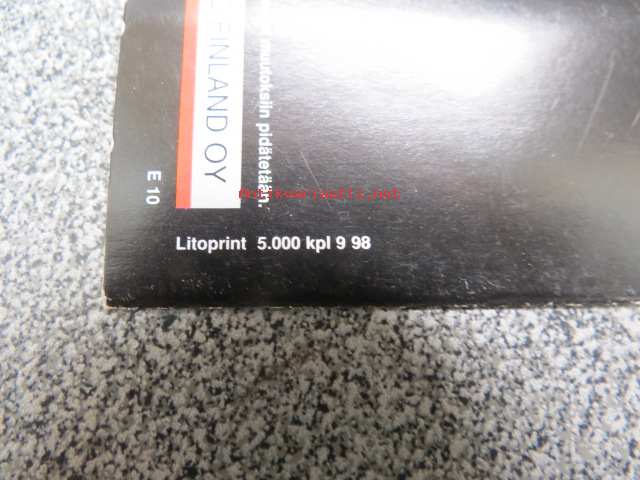 FINLAND OY
muutoksiin pidätetään.
E 10
Litoprint 5.000 kpl 9 98